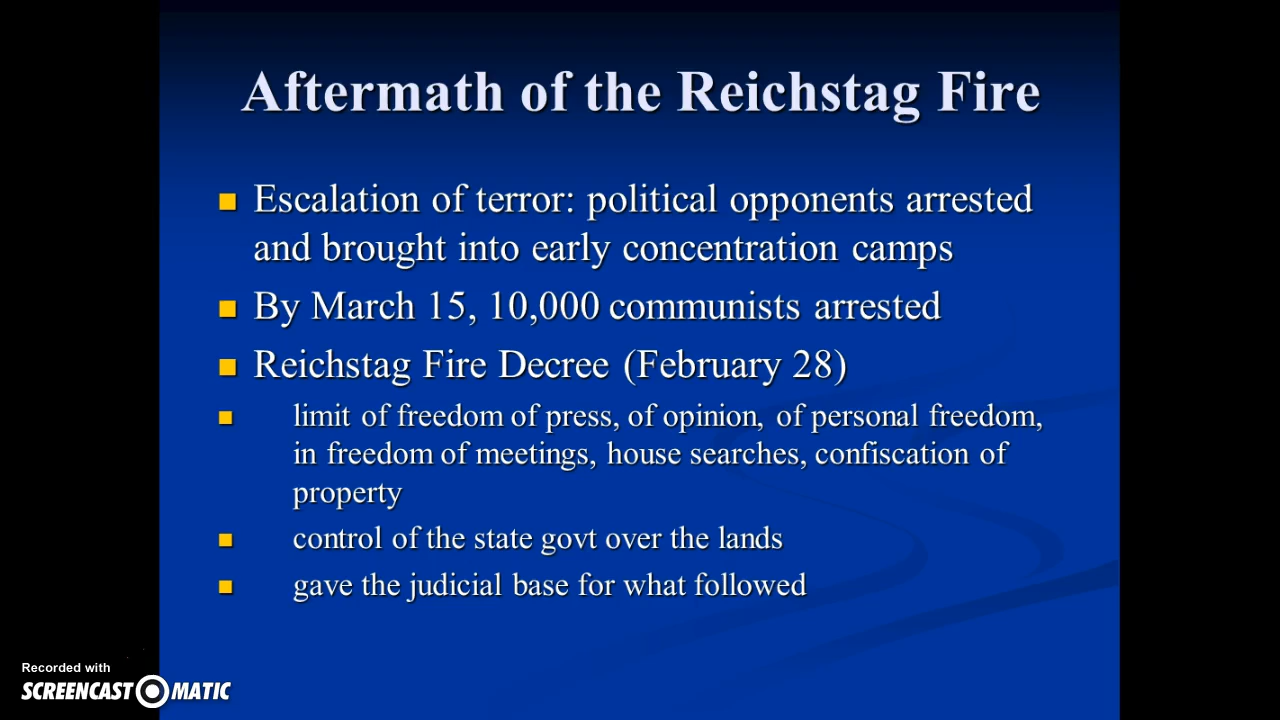 Aftermath of the Reichstag Fire
Escalation of terror: political opponents arrested
and brought into early concentration camps
By March 15, 10,000 communists arrested
Reichstag Fire Decree (February 28)
limit of freedom of press, of opinion, of personal freedom,
in freedom of meetings, house searches, confiscation of
property
control of the state govt over the lands
gave the judicial base for what followed
Recorded with
SCREENCAST-O-MATIC